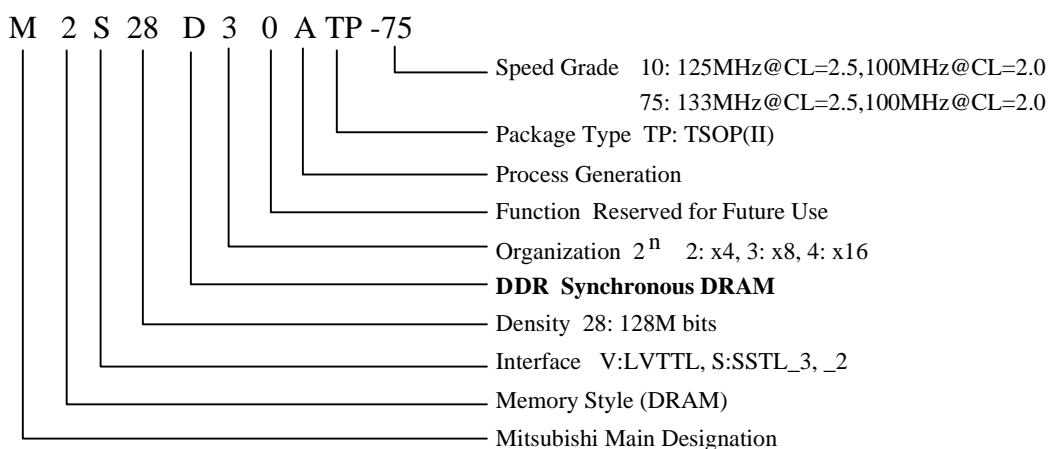 M 2 S 28 D 3 0 A TP -75
Speed Grade 10: 125MHz@CL=2.5,100MHz@CL=2.0
75: 133MHz@CL=2.5,100MHz@CL=2.0
Package Type TP: TSOP(II)
Process Generation
Function Reserved for Future Use
Organization 2n 2: x4, 3: x8, 4: x16
DDR Synchronous DRAM
Density 28: 128M bits
Interface V:LVTTL, S:SSTL_3, _2
Memory Style (DRAM)
Mitsubishi Main Designation